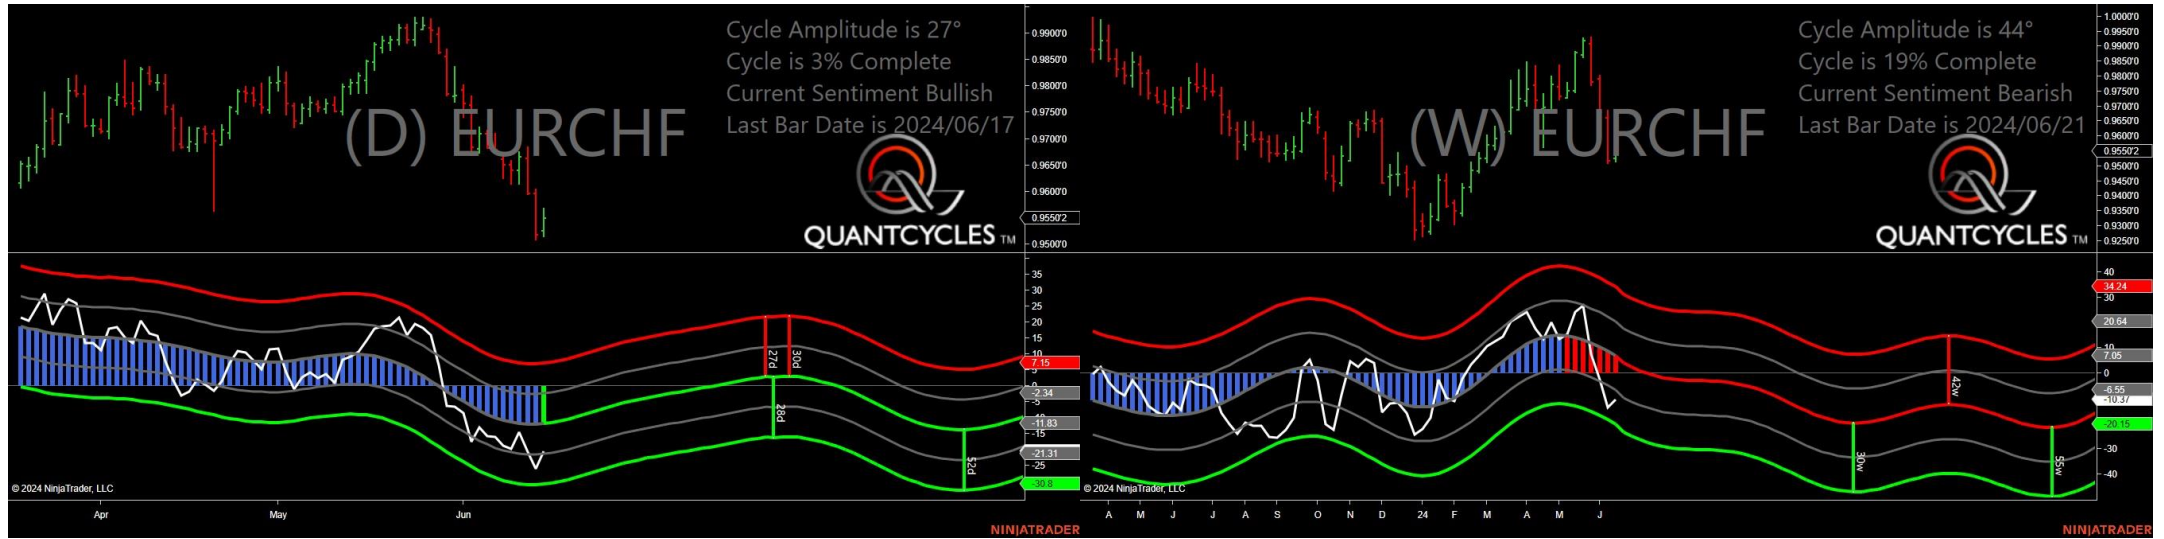 Cycle Amplitude is 27°
Cycle is 3% Complete
Current Sentiment Bullish
Last Bar Date is 2024/06/17
(D) EURCHF
QUANTCYCLES TM
0.9900'0
0.9850'0
0.9800'0
0.9750'0
0.9700'0
0.9650'0
0.9600'0
0.9550'2
0.9500'0
35
30
25
20
15
10
7.15
-2.34
-5
-11.83
-15
-21.31
-25
-30.8
27d
30d
28d
52d
© 2024 NinjaTrader, LLC
Apr May Jun
NINJATRADER
Cycle Amplitude is 44°
Cycle is 19% Complete
Current Sentiment Bearish
Last Bar Date is 2024/06/21
(W) EURCHF
QUANTCYCLES TM
1.0000'0
0.9950'0
0.9900'0
0.9850'0
0.9800'0
0.9750'0
0.9700'0
0.9650'0
0.9600'0
0.9550'2
0.9500'0
0.9450'0
0.9400'0
0.9350'0
0.9300'0
0.9250'0
40
34.24
30
20.64
10
7.05
0
-6.55
-10.37
-20.15
-30
-40
42w
30w
55w
© 2024 NinjaTrader, LLC
A M J J A S O N D 24 F M A M J
NINJATRADER